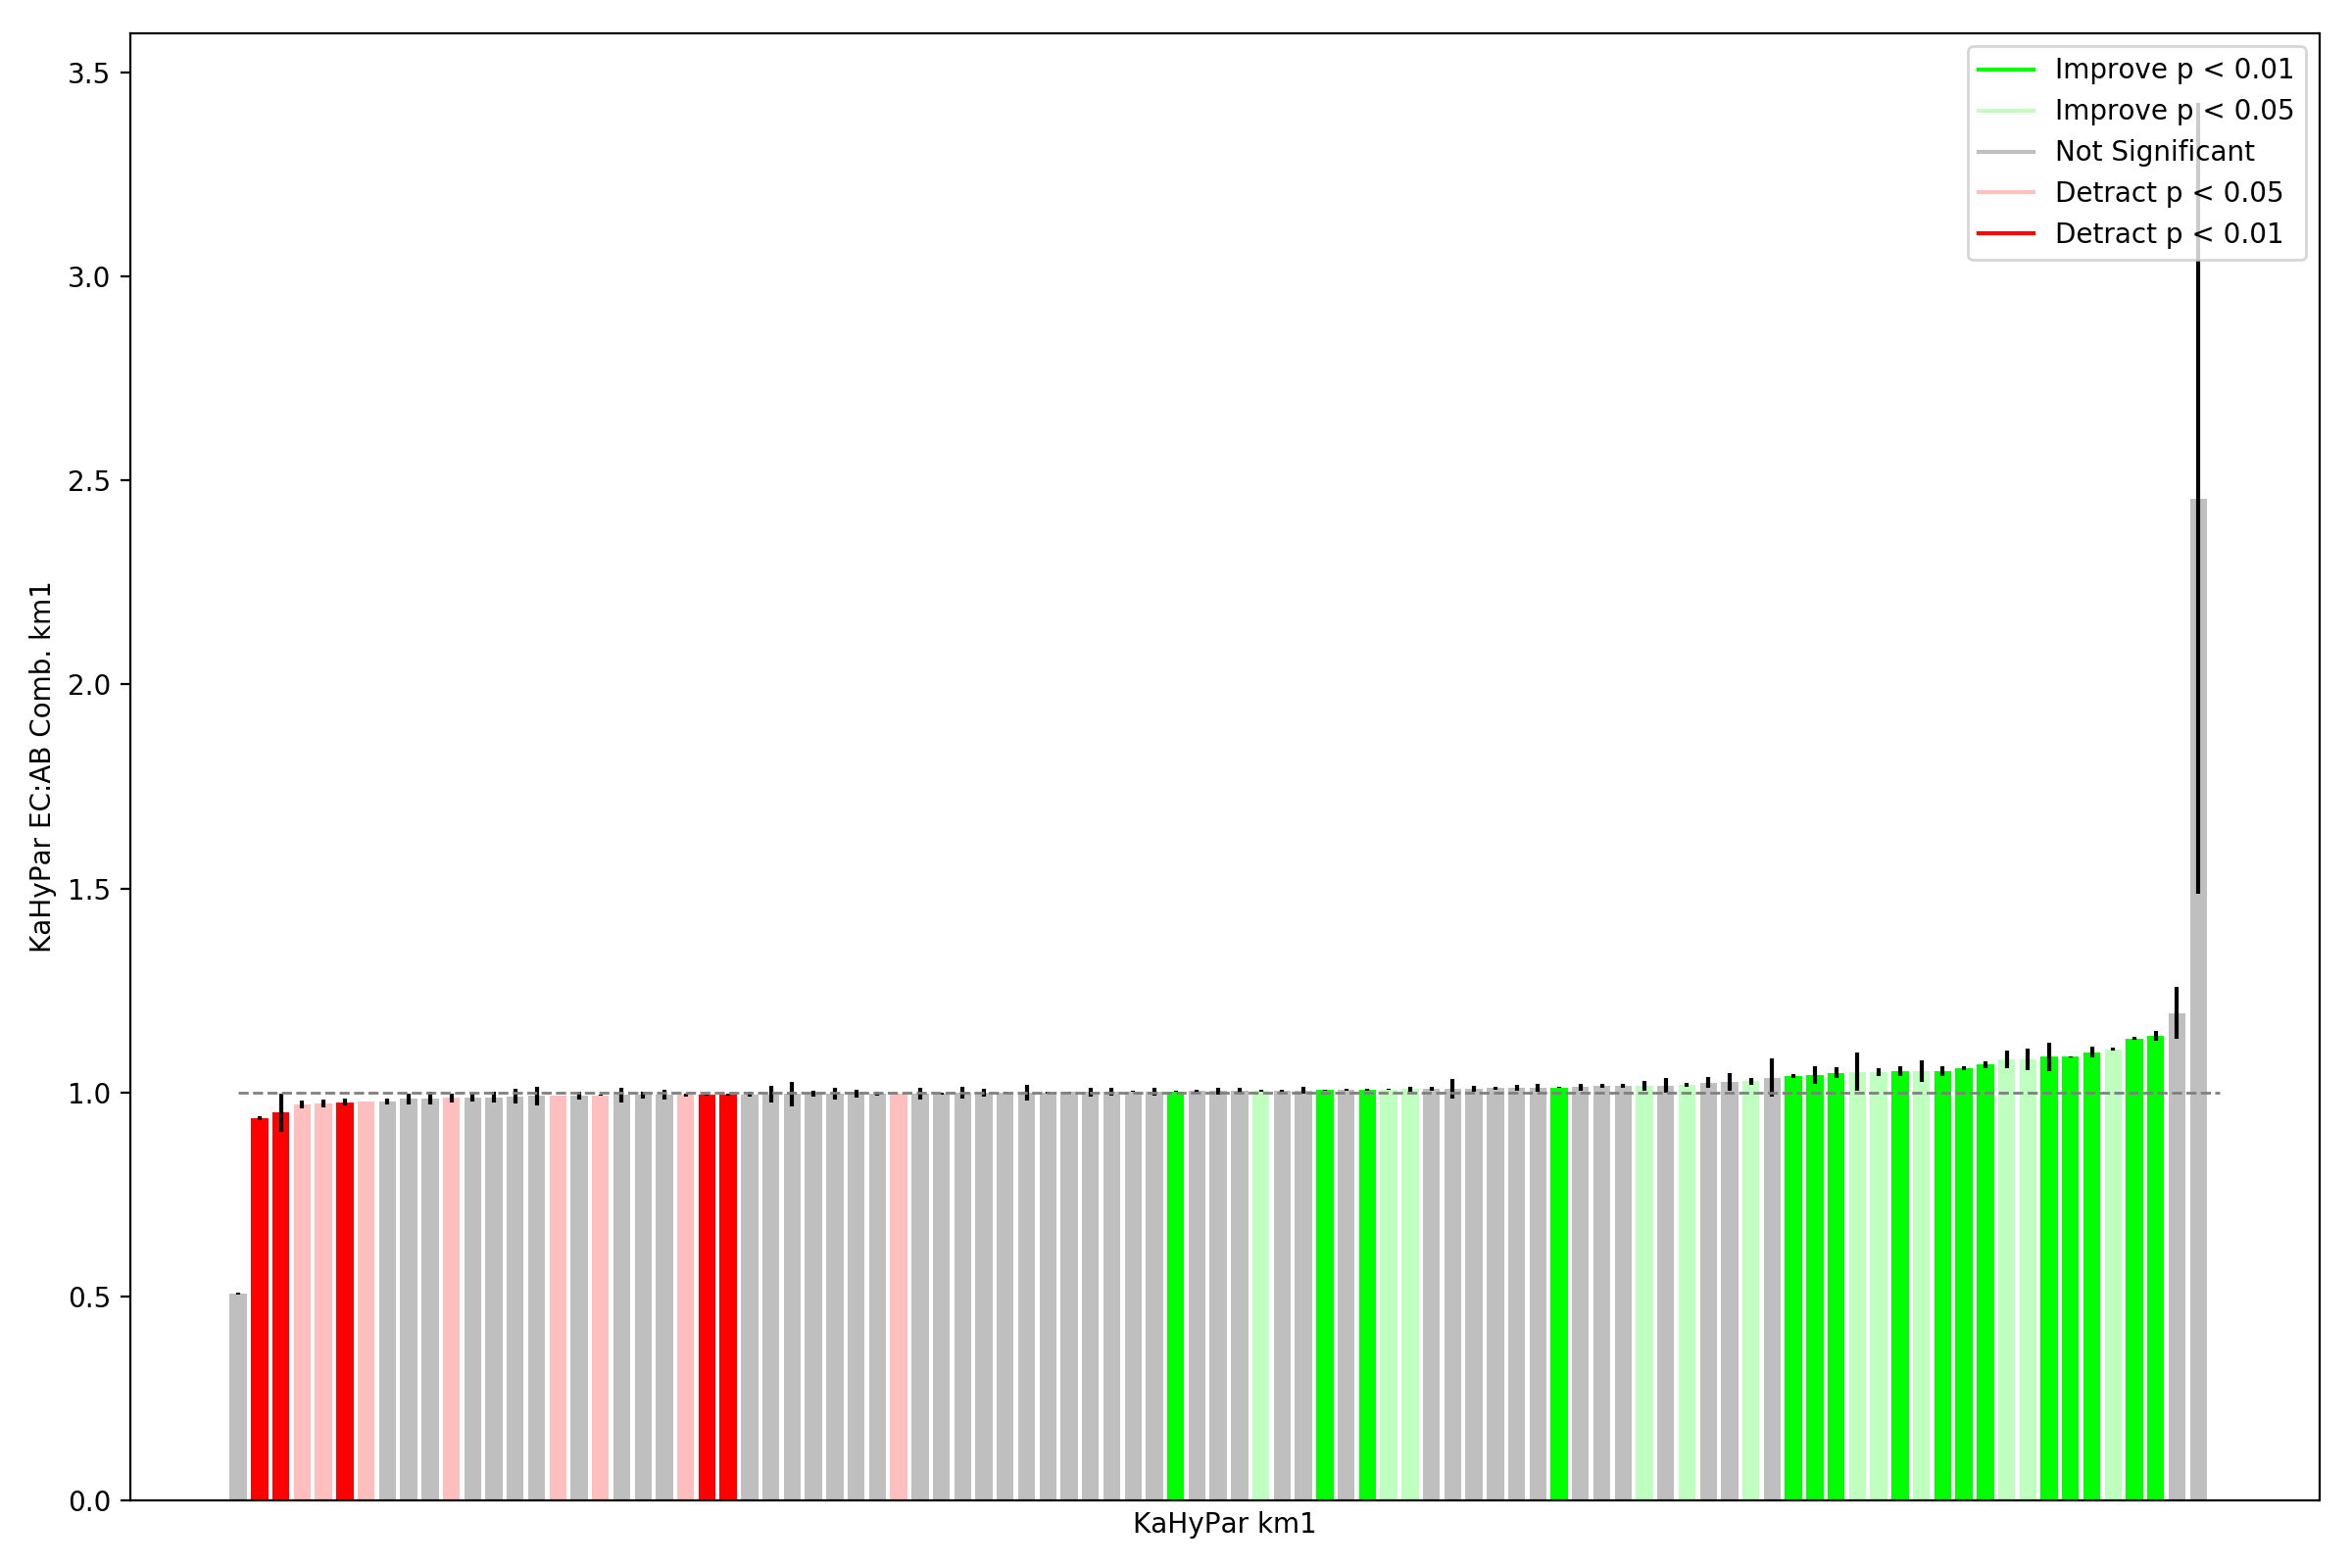 3.5
3.0
2.5
2.0
1.5
1.0
0.5
0.0
KaHyPar EC:AB Comb. km1
KaHyPar km1
Improve p < 0.01
Improve p < 0.05
Not Significant
Detract p < 0.05
Detract p < 0.01